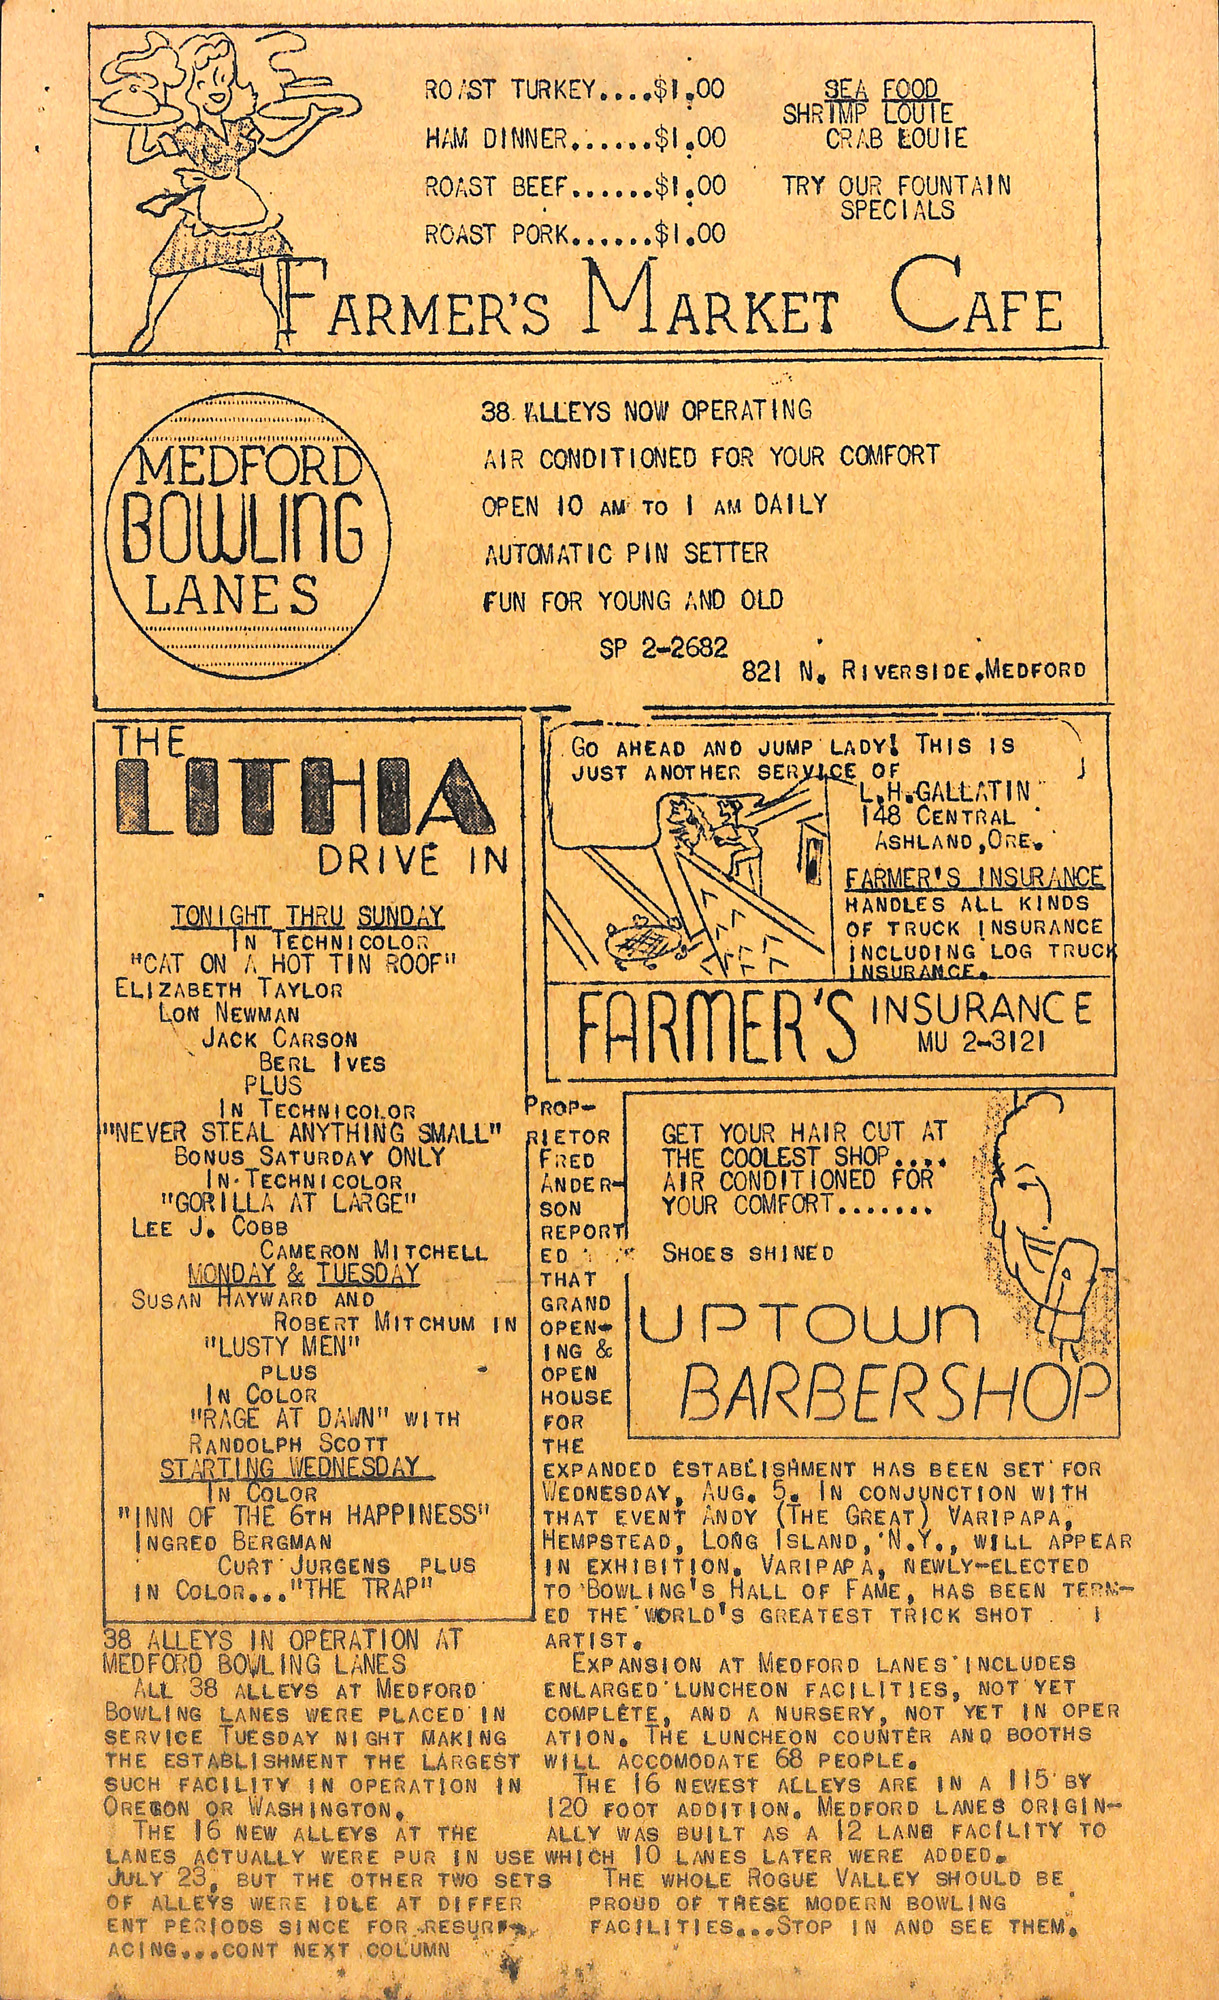 ROAST TURKEY....$1.00
HAM DINNER......$1.00
ROAST BEEF......$1.00
ROAST PORK......$1.00
SEA FOOD
SHRIMP LOUIE
CRAB LOUIE
TRY OUR FOUNTAIN
SPECIALS
FARMER'S MARKET CAFE
MEDFORD
BOWLING
LANES
38 ALLEYS NOW OPERATING
AIR CONDITIONED FOR YOUR COMFORT
OPEN 10 AM TO 1 AM DAILY
AUTOMATIC PIN SETTER
FUN FOR YOUNG AND OLD
SP 2-2682
821 N. RIVERSIDE,MEDFORD
THE
LITHIA
DRIVE IN
TONIGHT THRU SUNDAY
IN TECHNICOLOR
"CAT ON A HOT TIN ROOF"
ELIZABETH TAYLOR
LON NEWMAN
JACK CARSON
BERL IVES
PLUS
IN TECHNICOLOR
"NEVER STEAL ANYTHING SMALL"
BONUS SATURDAY ONLY
IN TECHNICOLOR
"GORILLA AT LARGE"
LEE J. COBB
CAMERON MITCHELL
MONDAY & TUESDAY
SUSAN HAYWARD AND
ROBERT MITCHUM IN
"LUSTY MEN"
PLUS
IN COLOR
"RAGE AT DAWN" WITH
RANDOLPH SCOTT
STARTING WEDNESDAY
IN COLOR
"INN OF THE 6TH HAPPINESS"
INGRED BERGMAN
CURT JURGENS PLUS
IN COLOR..."THE TRAP"
GO AHEAD AND JUMP LADY! THIS IS
JUST ANOTHER SERVICE OF
L.H.GALLATIN
148 CENTRAL
ASHLAND,ORE.
FARMER'S INSURANCE
HANDLES ALL KINDS
OF TRUCK INSURANCE
INCLUDING LOG TRUCK
INSURANCE.
FARMER'S INSURANCE
MU 2-3121
GET YOUR HAIR CUT AT
THE COOLEST SHOP....
AIR CONDITIONED FOR
YOUR COMFORT.......
SHOES SHINED
UPTOWN
BARBERSHOP
38 ALLEYS IN OPERATION AT
MEDFORD BOWLING LANES
ALL 38 ALLEYS AT MEDFORD
BOWLING LANES WERE PLACED IN
SERVICE TUESDAY NIGHT MAKING
THE ESTABLISHMENT THE LARGEST
SUCH FACILITY IN OPERATION IN
OREGON OR WASHINGTON.
THE 16 NEW ALLEYS AT THE
LANES ACTUALLY WERE PUR IN USE
JULY 23, BUT THE OTHER TWO SETS
OF ALLEYS WERE IDLE AT DIFFER
ENT PERIODS SINCE FOR RESURF
ACING...CONT NEXT COLUMN
PROP-
RIETOR
FRED
ANDER-
SON
REPORT
ED
THAT
GRAND
OPEN-
ING &
OPEN
HOUSE
FOR
THE
EXPANDED ESTABLISHMENT HAS BEEN SET FOR
WEDNESDAY, AUG. 5. IN CONJUNCTION WITH
THAT EVENT ANDY (THE GREAT) VARIPAPA,
HEMPSTEAD, LONG ISLAND, N.Y., WILL APPEAR
IN EXHIBITION. VARIPAPA, NEWLY-ELECTED
TO BOWLING'S HALL OF FAME, HAS BEEN TERM-
ED THE WORLD'S GREATEST TRICK SHOT
ARTIST.
EXPANSION AT MEDFORD LANES INCLUDES
ENLARGED LUNCHEON FACILITIES, NOT YET
COMPLETE, AND A NURSERY, NOT YET IN OPER
ATION. THE LUNCHEON COUNTER AND BOOTHS
WILL ACCOMODATE 68 PEOPLE.
THE 16 NEWEST ALLEYS ARE IN A 115 BY
120 FOOT ADDITION. MEDFORD LANES ORIGIN-
ALLY WAS BUILT AS A 12 LANE FACILITY TO
WHICH 10 LANES LATER WERE ADDED.
THE WHOLE ROGUE VALLEY SHOULD BE
PROUD OF THESE MODERN BOWLING
FACILITIES...STOP IN AND SEE THEM.